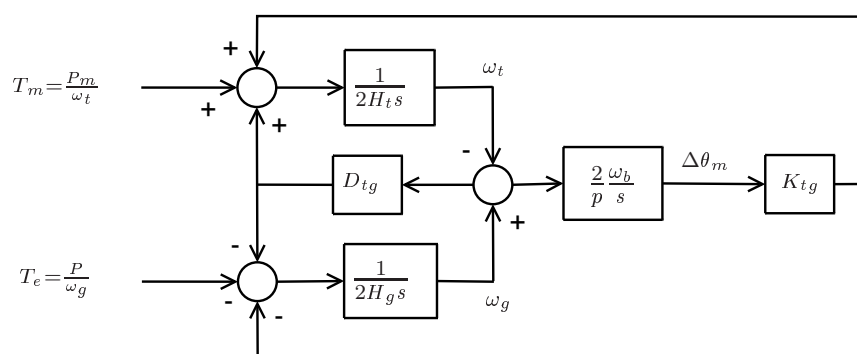 +
T_m=P_m/ω_t
+
+
1/(2H_t s)
ω_t
-
D_tg
+
2/p ω_b/s
Δθ_m
K_tg
-
T_e=P/ω_g
-
-
1/(2H_g s)
ω_g